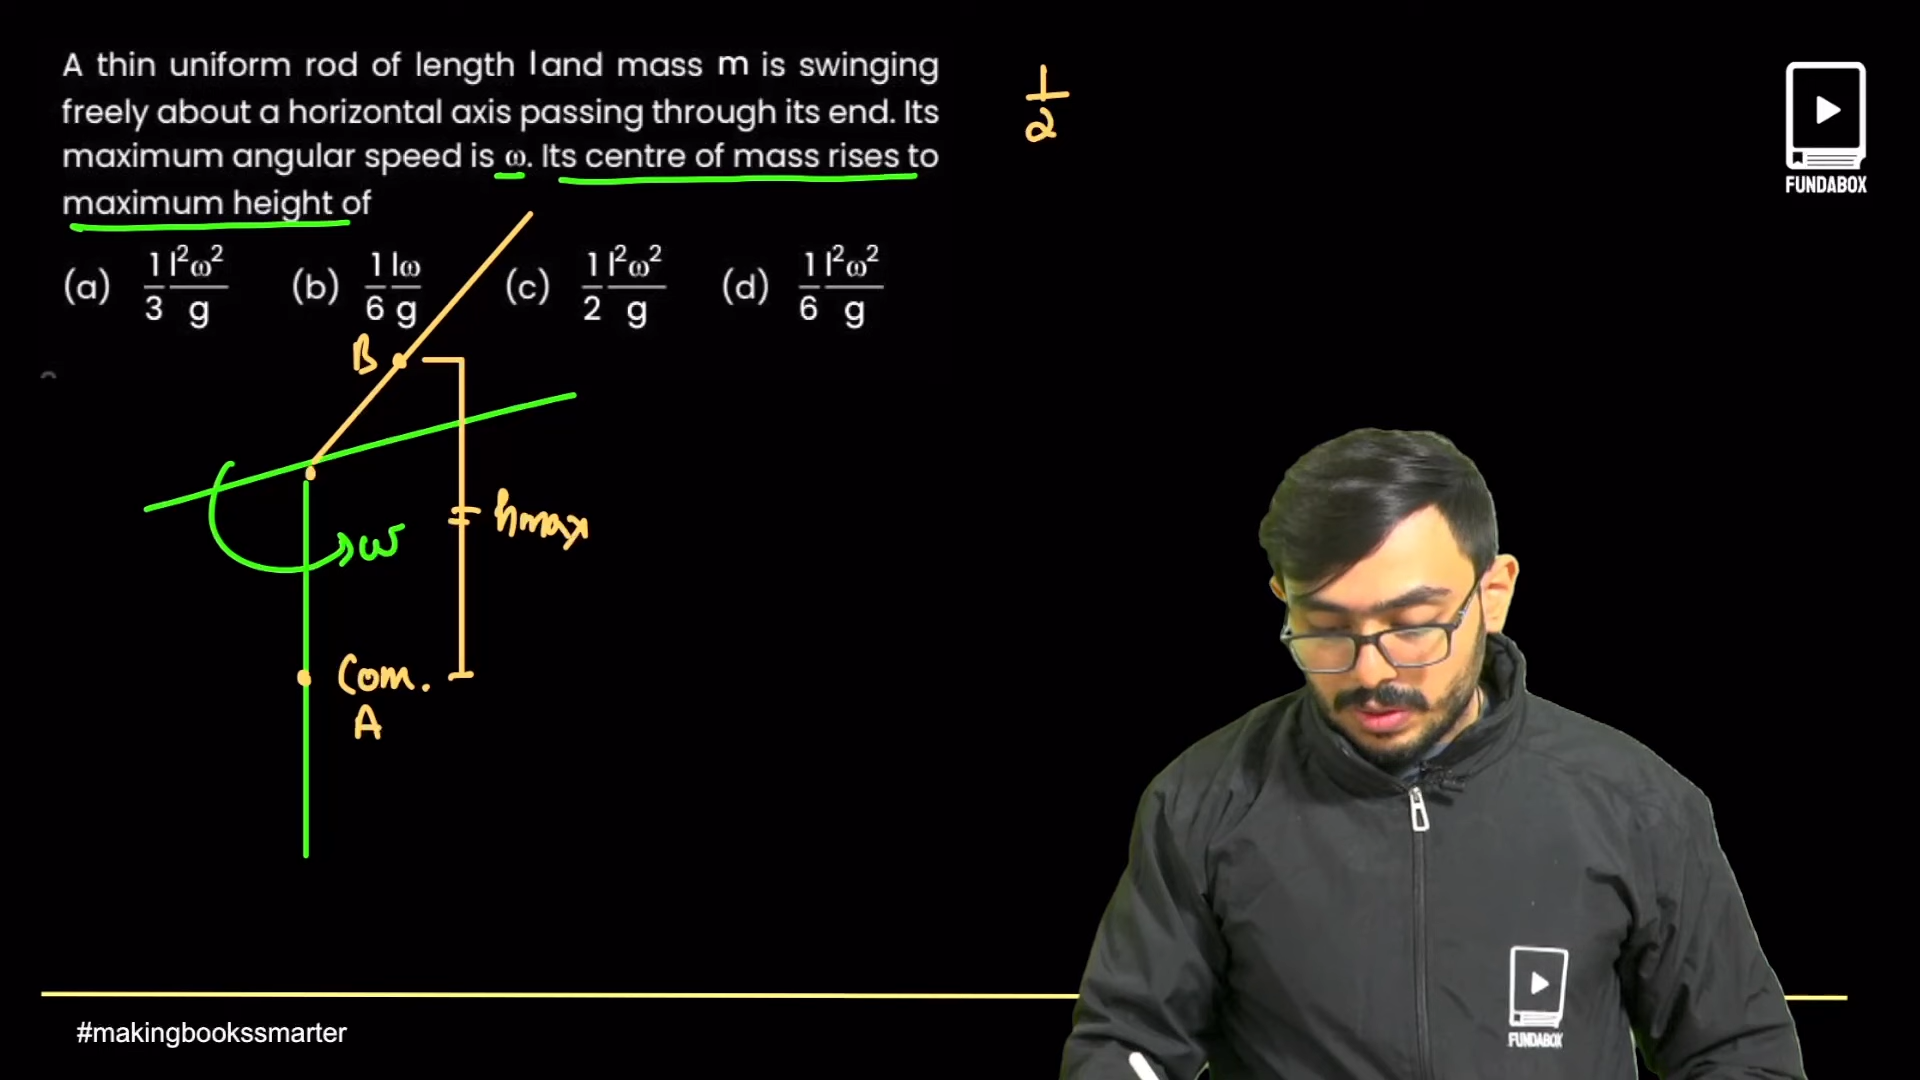 A thin uniform rod of length l and mass m is swinging
freely about a horizontal axis passing through its end. Its
maximum angular speed is ω. Its centre of mass rises to
maximum height of
(a) 1/3 l²ω²/g (b) 1/6 lω/g (c) 1/2 l²ω²/g (d) 1/6 l²ω²/g
1/2
FUNDABOX
B
hmax
ω
Com.
A
FUNDABOX
#makingbookssmarter